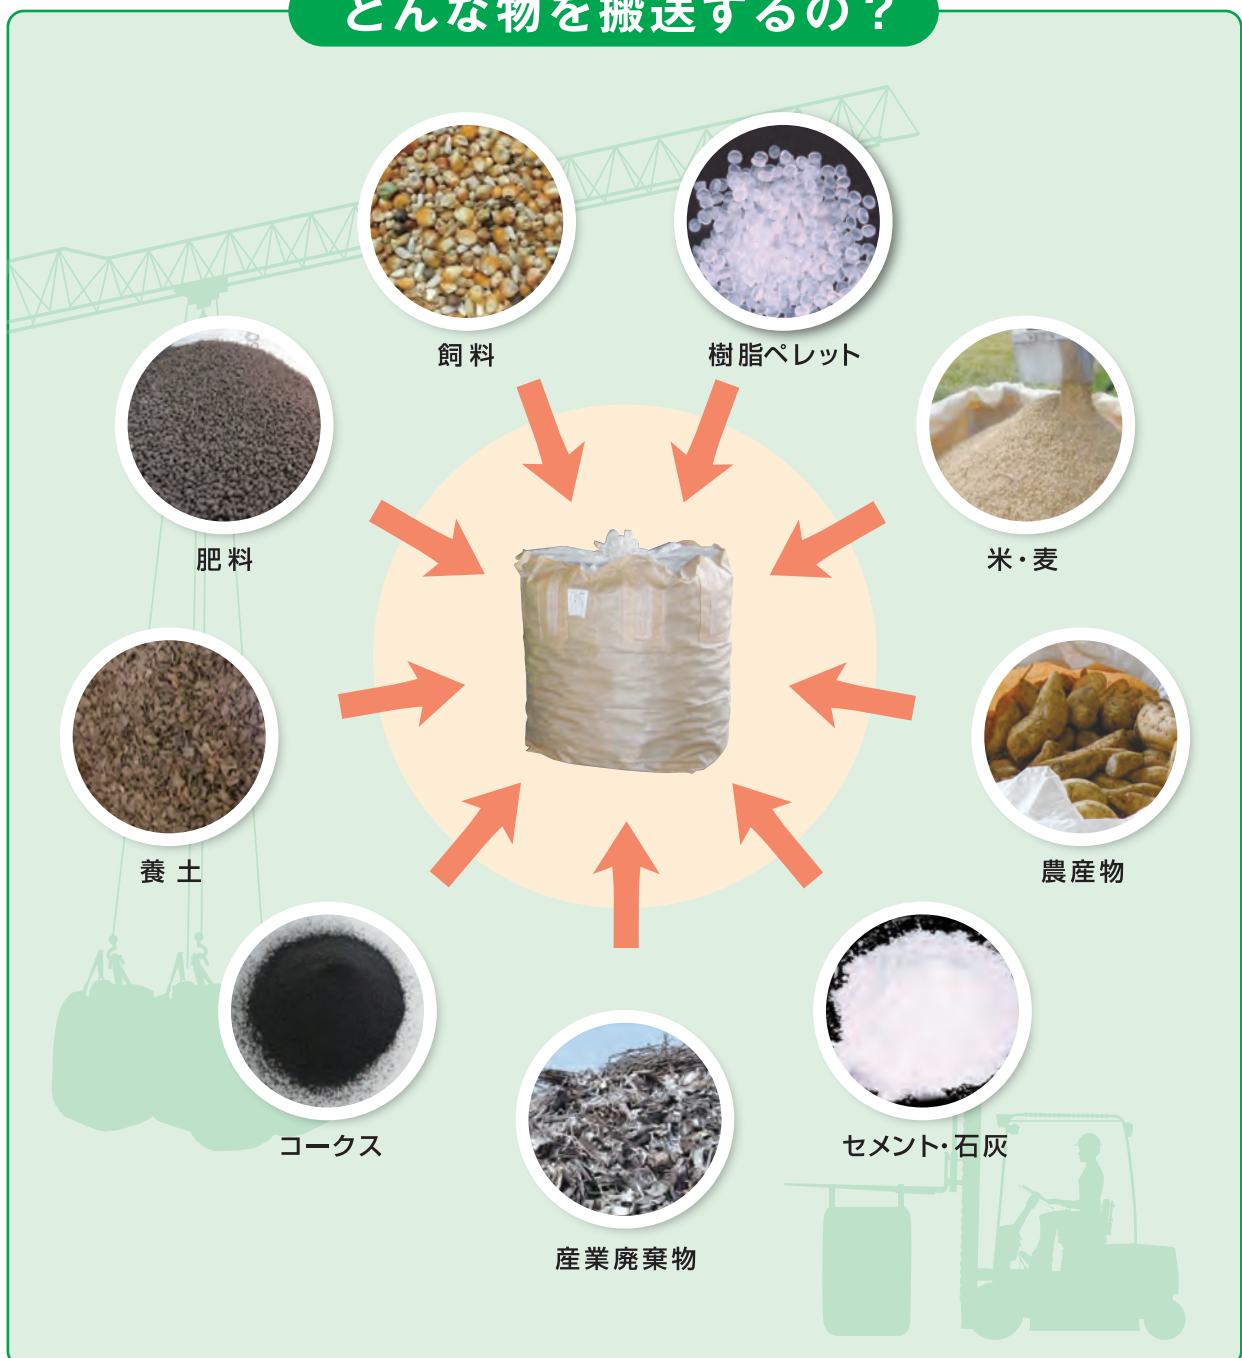 どんな物を搬送するの？
飼料
樹脂ペレット
肥料
米・麦
養土
農産物
コークス
セメント・石灰
産業廃棄物